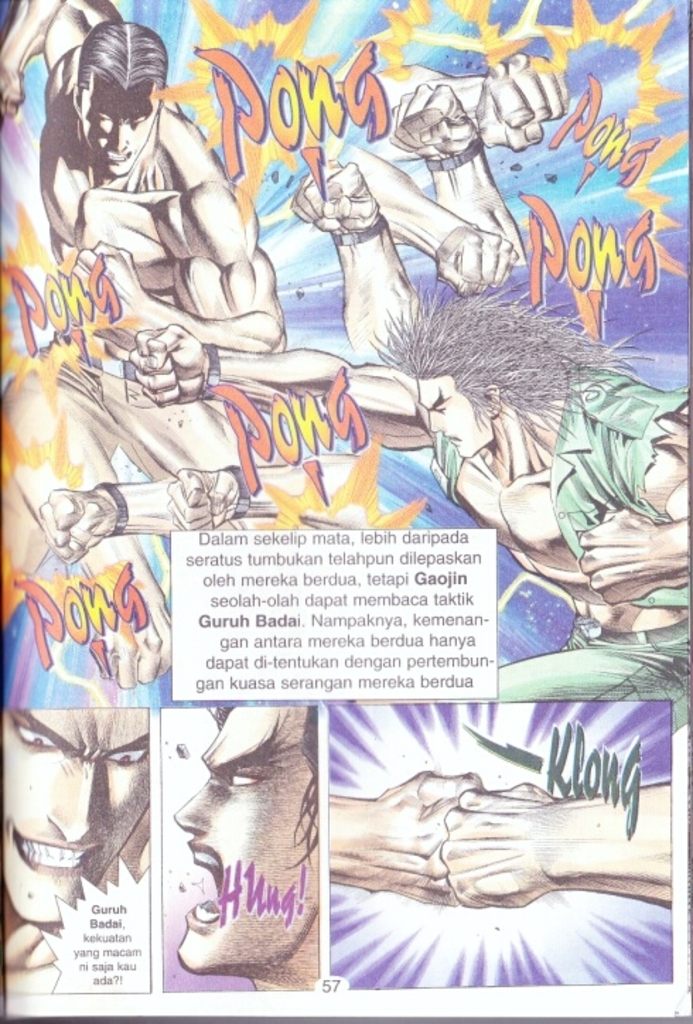 Pong
Pong
Pong
Pong
Pong
Pong
Dalam sekelip mata, lebih daripada
seratus tumbukan telahpun dilepaskan
oleh mereka berdua, tetapi Gaojin
seolah-olah dapat membaca taktik
Guruh Badai. Nampaknya, kemenan-
gan antara mereka berdua hanya
dapat di-tentukan dengan pertembun-
gan kuasa serangan mereka berdua
Guruh
Badai,
kekuatan
yang macam
ni saja kau
ada?!
Hung!
Klong
57